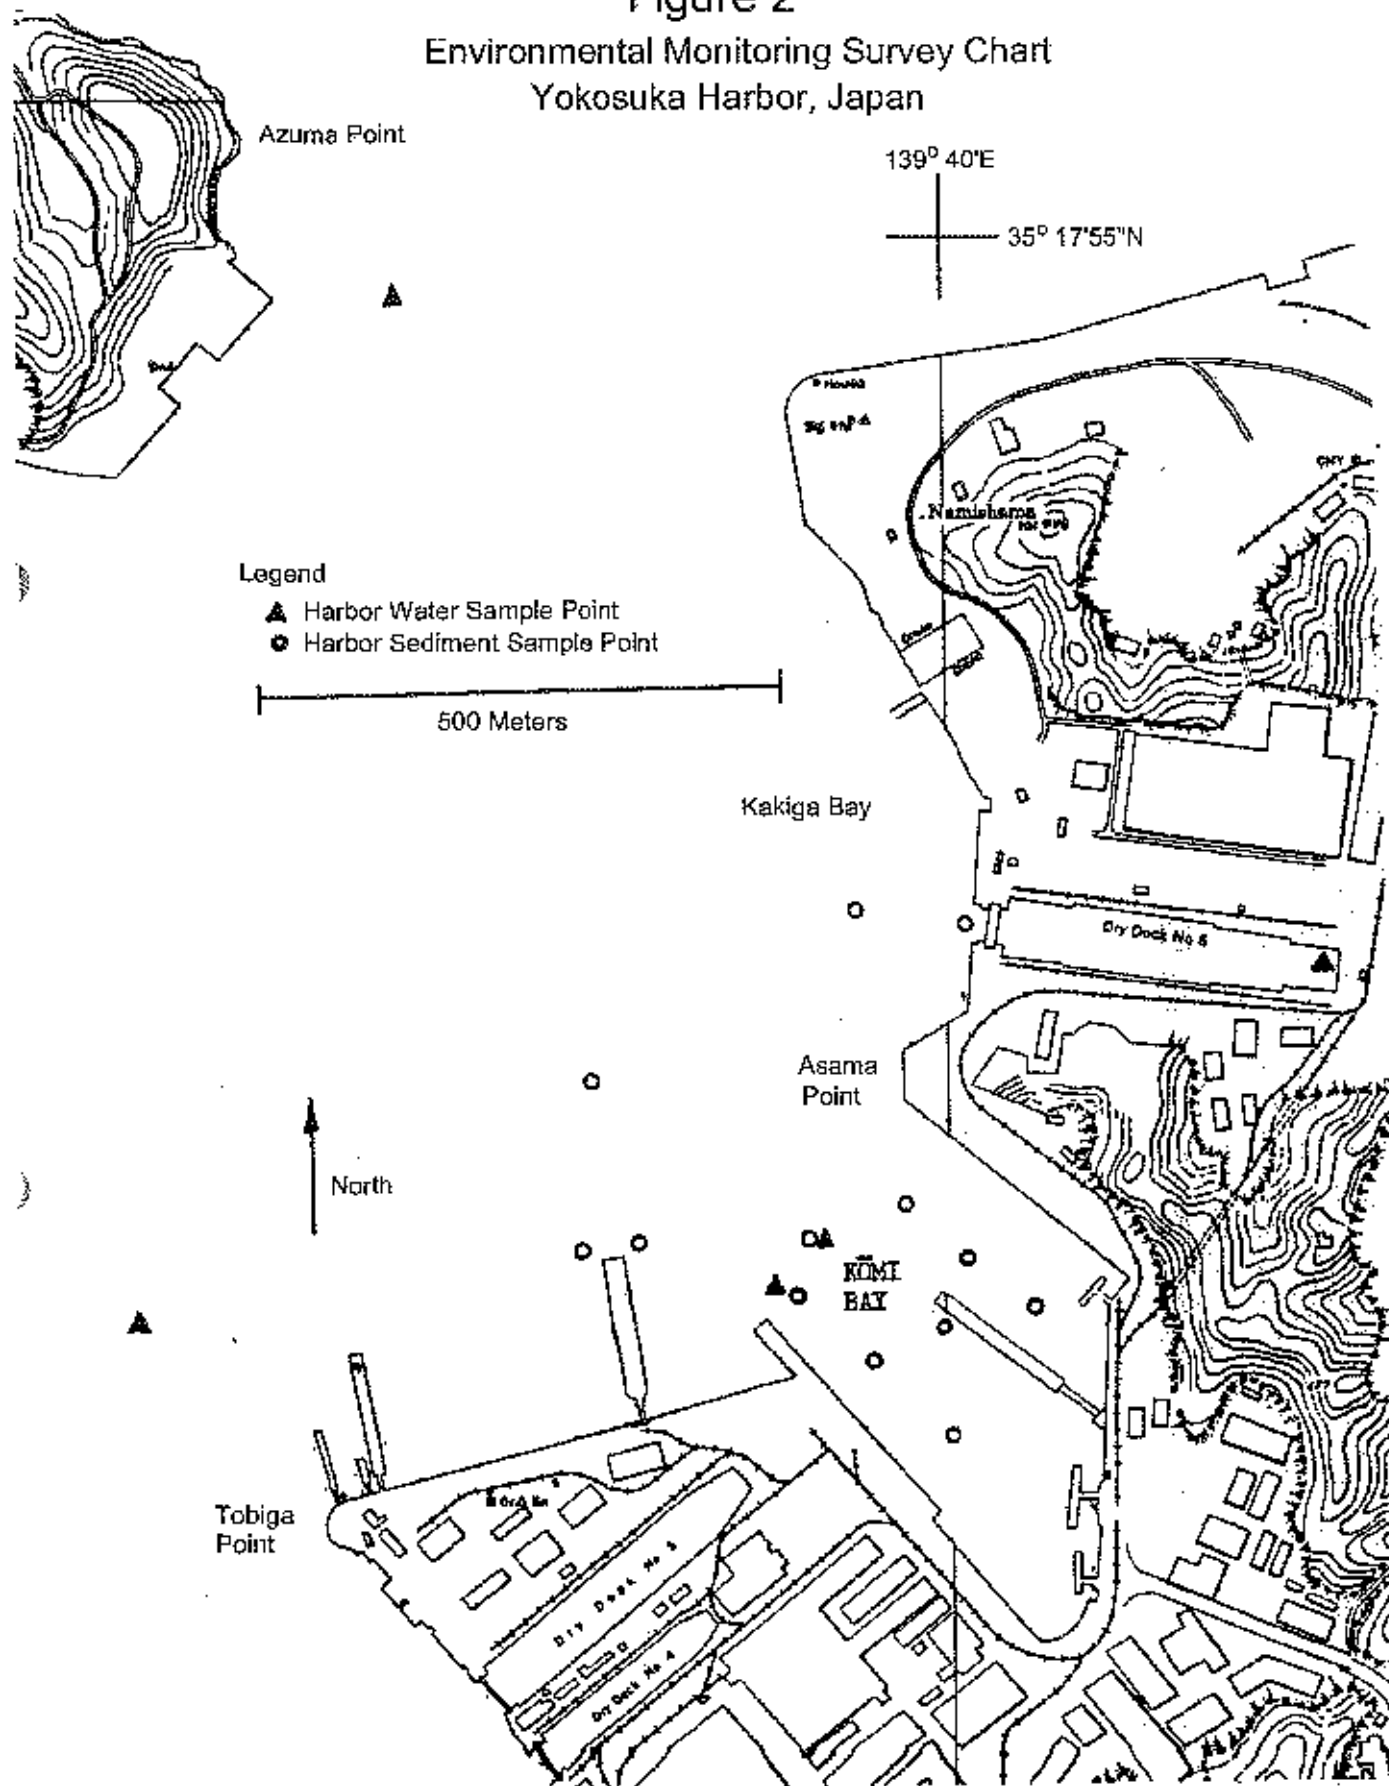 Figure 2
Environmental Monitoring Survey Chart
Yokosuka Harbor, Japan
Azuma Point
139° 40'E
35° 17'55"N
Namishama
Legend
Harbor Water Sample Point
Harbor Sediment Sample Point
500 Meters
Kakiga Bay
Dry Dock No 6
Asama
Point
North
KŌMI
BAY
Tobiga
Point
Dry Dock No 5
Dry Dock No 4